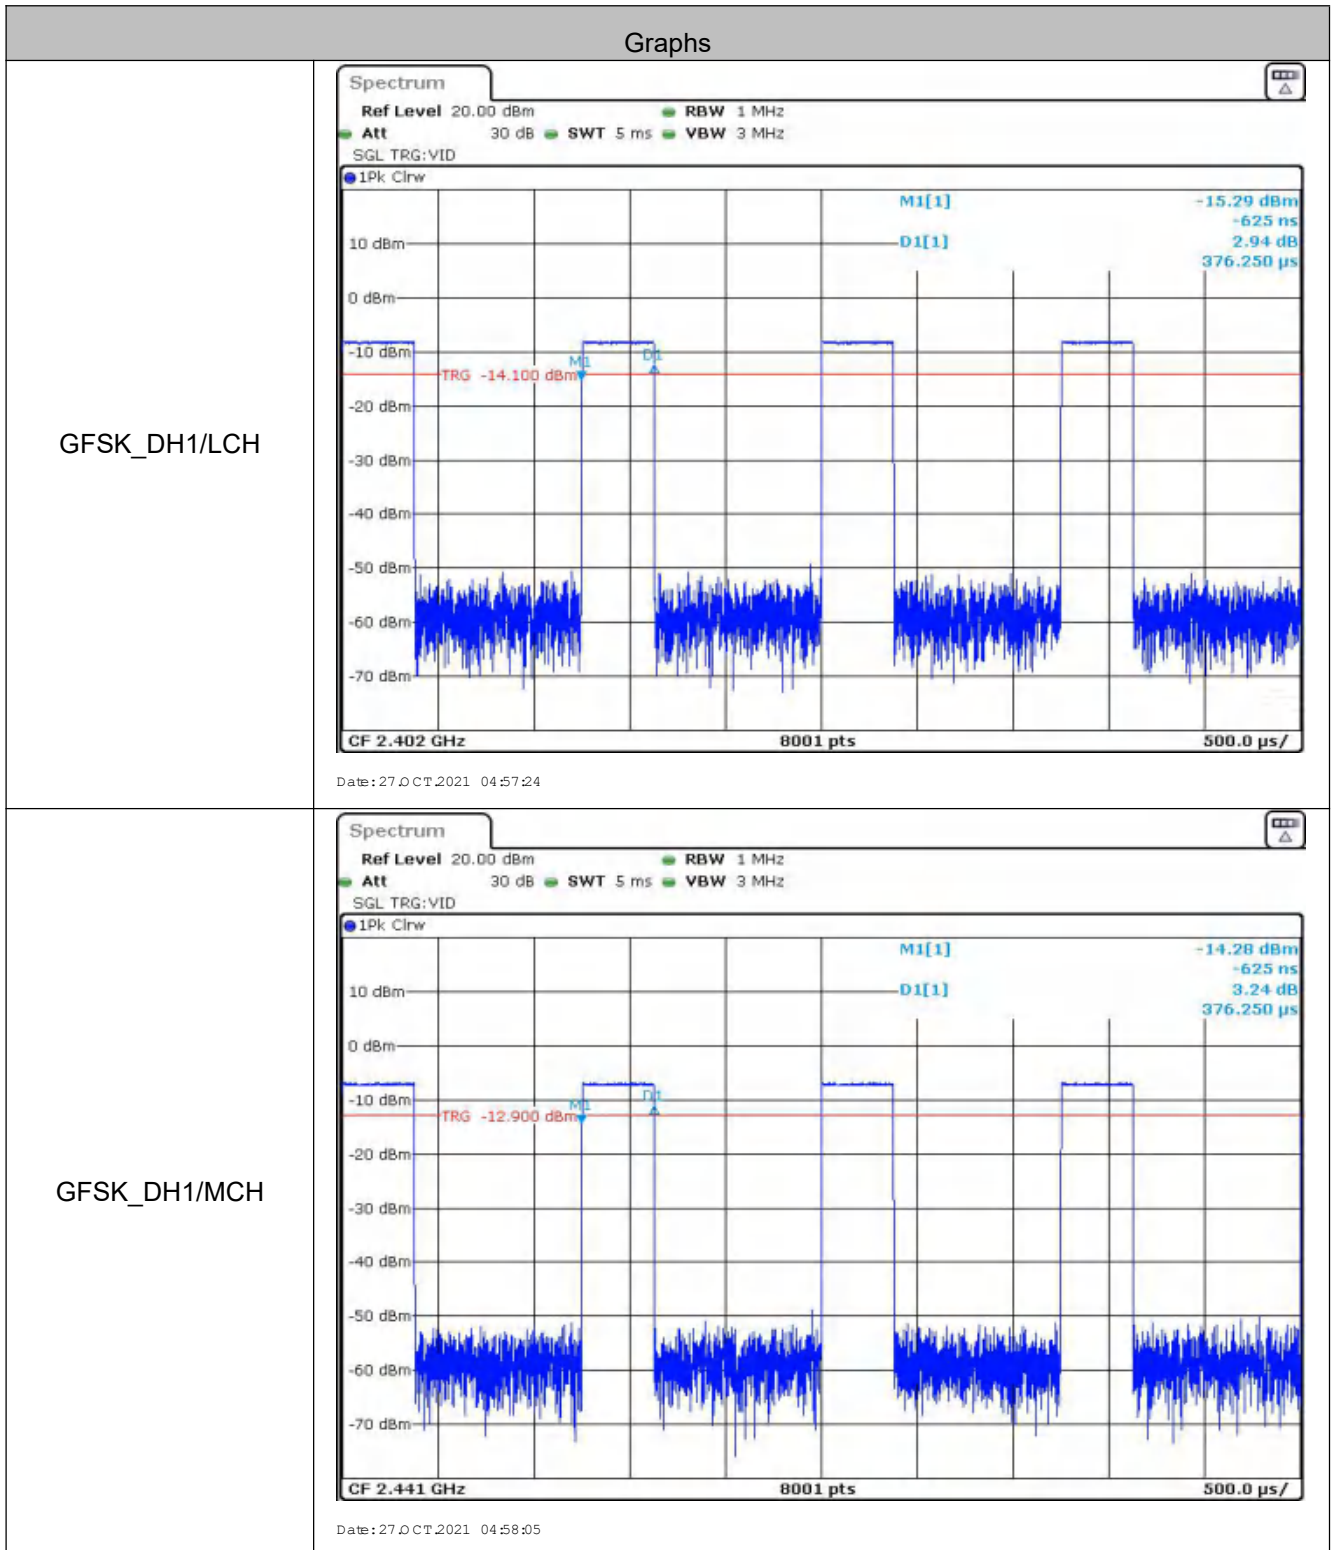 Graphs
GFSK_DH1/LCH
Spectrum
Ref Level 20.00 dBm RBW 1 MHz
Att 30 dB SWT 5 ms VBW 3 MHz
SGL TRG:VID
1Pk Clrw
M1[1] -15.29 dBm
-625 ns
10 dBm D1[1] 2.94 dB
376.250 µs
0 dBm
-10 dBm
M1 D1
TRG -14.100 dBm
-20 dBm
-30 dBm
-40 dBm
-50 dBm
-60 dBm
-70 dBm
CF 2.402 GHz 8001 pts 500.0 µs/
Date: 27.OCT.2021 04:57:24
GFSK_DH1/MCH
Spectrum
Ref Level 20.00 dBm RBW 1 MHz
Att 30 dB SWT 5 ms VBW 3 MHz
SGL TRG:VID
1Pk Clrw
M1[1] -14.28 dBm
-625 ns
10 dBm D1[1] 3.24 dB
376.250 µs
0 dBm
-10 dBm
M1 D1
TRG -12.900 dBm
-20 dBm
-30 dBm
-40 dBm
-50 dBm
-60 dBm
-70 dBm
CF 2.441 GHz 8001 pts 500.0 µs/
Date: 27.OCT.2021 04:58:05